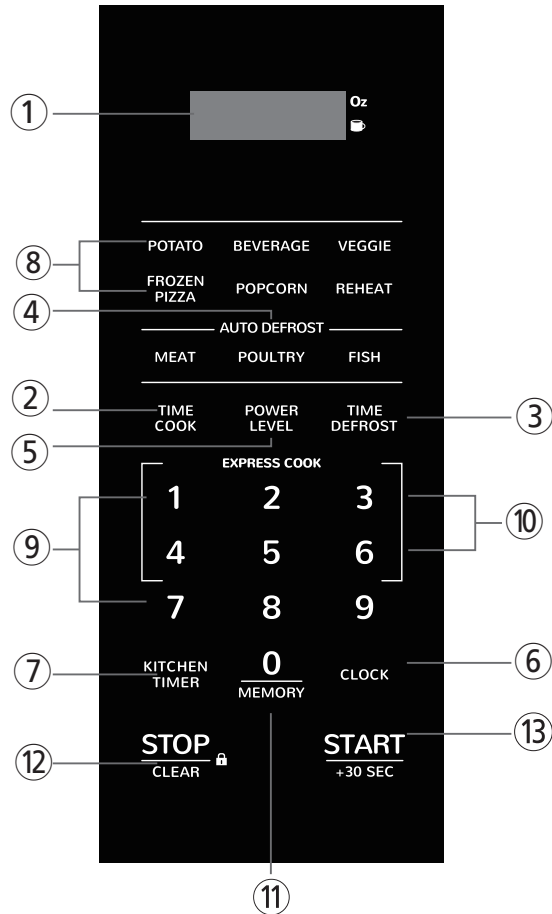 ① Oz
⑧ POTATO BEVERAGE VEGGIE
FROZEN PIZZA POPCORN REHEAT
④ AUTO DEFROST
MEAT POULTRY FISH
② TIME COOK POWER LEVEL TIME DEFROST ③
⑤ EXPRESS COOK
1 2 3
⑨ ⑩
4 5 6
7 8 9
⑦ KITCHEN TIMER 0 CLOCK ⑥
MEMORY
STOP START ⑬
⑫ CLEAR +30 SEC
⑪